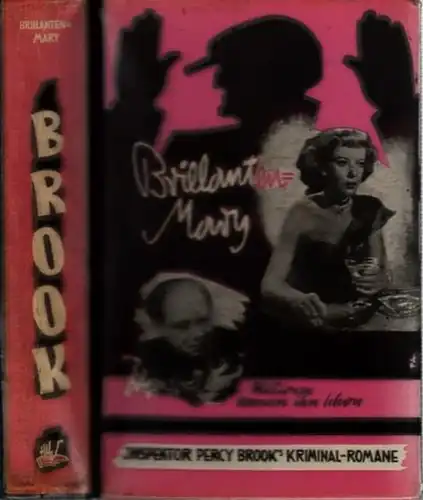 BRILLANTEN=
MARY
BROOK
Brillanten=
Mary
INSPEKTOR PERCY BROOK'S KRIMINAL-ROMANE